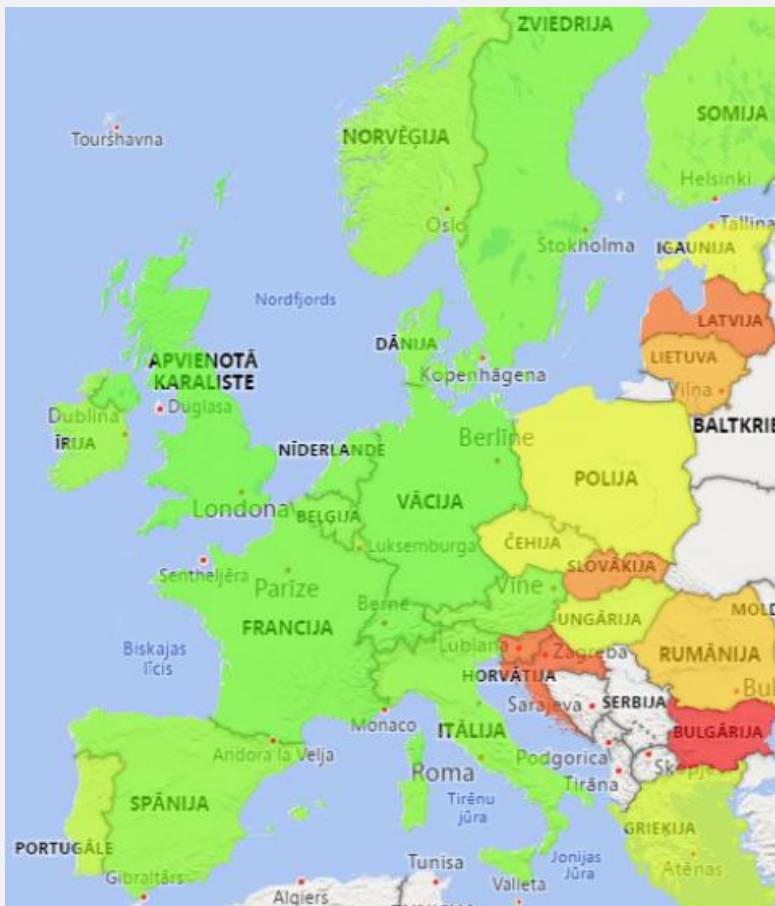 ZVIEDRIJA
SOMIJA
Tourshavna
NORVĒĢIJA
Helsinki
Oslo
Tallina
Stokholma
IGAUNIJA
Nordfjords
LATVIJA
DĀNIJA
LIETUVA
APVIENOTĀ
KARALISTE
Kopenhāgena
Viļņa
Dublina
Duglasa
BALTKRIE
ĪRIJA
NĪDERLANDE
Berlīne
POLIJA
Londona
BEĻĢIJA
VĀCIJA
ČEHIJA
Luksemburga
SLOVĀKIJA
Sentheljēra
Parīze
Vīne
Berne
UNGĀRIJA
MOLD
FRANCIJA
Biskajas
līcis
Ļubļana
Zagreba
RUMĀNIJA
HORVĀTIJA
SERBIJA
Sarajeva
Bu
Monaco
ITĀLIJA
BULGĀRIJA
Andora la Velja
Podgorica
Skopje
Roma
Tirāna
SPĀNIJA
Tirēnu
jūra
GRIEĶIJA
PORTUGĀLE
Jonijas
Jūra
Atēnas
Gibraltārs
Tunisa
Alģiers
Valleta